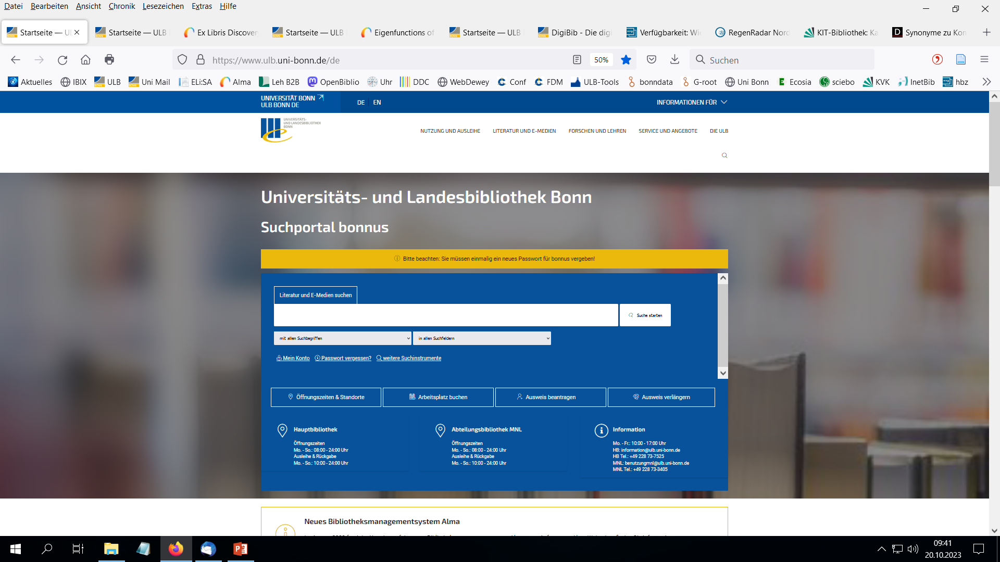 Datei Bearbeiten Ansicht Chronik Lesezeichen Extras Hilfe
Startseite — UL Startseite — ULB Ex Libris Discover Startseite — ULB Eigenfunctions of Startseite — ULB DigiBib - Die digi Verfügbarkeit: Wi RegenRadar Nord KIT-Bibliothek: Ka Synonyme zu Kon
https://www.ulb.uni-bonn.de/de 50% Suchen
Aktuelles IBIX ULB Uni Mail ELi:SA Alma Leh B2B OpenBiblio Uhr DDC WebDewey Conf FDM ULB-Tools bonndata G-root Uni Bonn Ecosia sciebo KVK InetBib hbz
UNIVERSITÄT BONN
ULB BONN DE
DE EN
INFORMATIONEN FÜR
UNIVERSITÄTS-
UND LANDESBIBLIOTHEK
BONN
NUTZUNG UND AUSLEIHE LITERATUR UND E-MEDIEN FORSCHEN UND LEHREN SERVICE UND ANGEBOTE DIE ULB
Universitäts- und Landesbibliothek Bonn
Suchportal bonnus
Bitte beachten: Sie müssen einmalig ein neues Passwort für bonnus vergeben!
Literatur und E-Medien suchen
Suche starten
mit allen Suchbegriffen in allen Suchfeldern
Mein Konto Passwort vergessen? weitere Suchinstrumente
Öffnungszeiten & Standorte Arbeitsplatz buchen Ausweis beantragen Ausweis verlängern
Hauptbibliothek
Öffnungszeiten
Mo. - So.: 08:00 - 24:00 Uhr
Ausleihe & Rückgabe
Mo. - So.: 10:00 - 24:00 Uhr
Abteilungsbibliothek MNL
Öffnungszeiten
Mo. - So.: 08:00 - 24:00 Uhr
Ausleihe & Rückgabe
Mo. - So.: 10:00 - 24:00 Uhr
Information
Mo. - Fr.: 10:00 - 17:00 Uhr
HB: information@ulb.uni-bonn.de
HB Tel.: +49 228 73-7525
MNL: benutzungmnl@ulb.uni-bonn.de
MNL Tel.: +49 228 73-3405
Neues Bibliotheksmanagementsystem Alma
09:41
20.10.2023